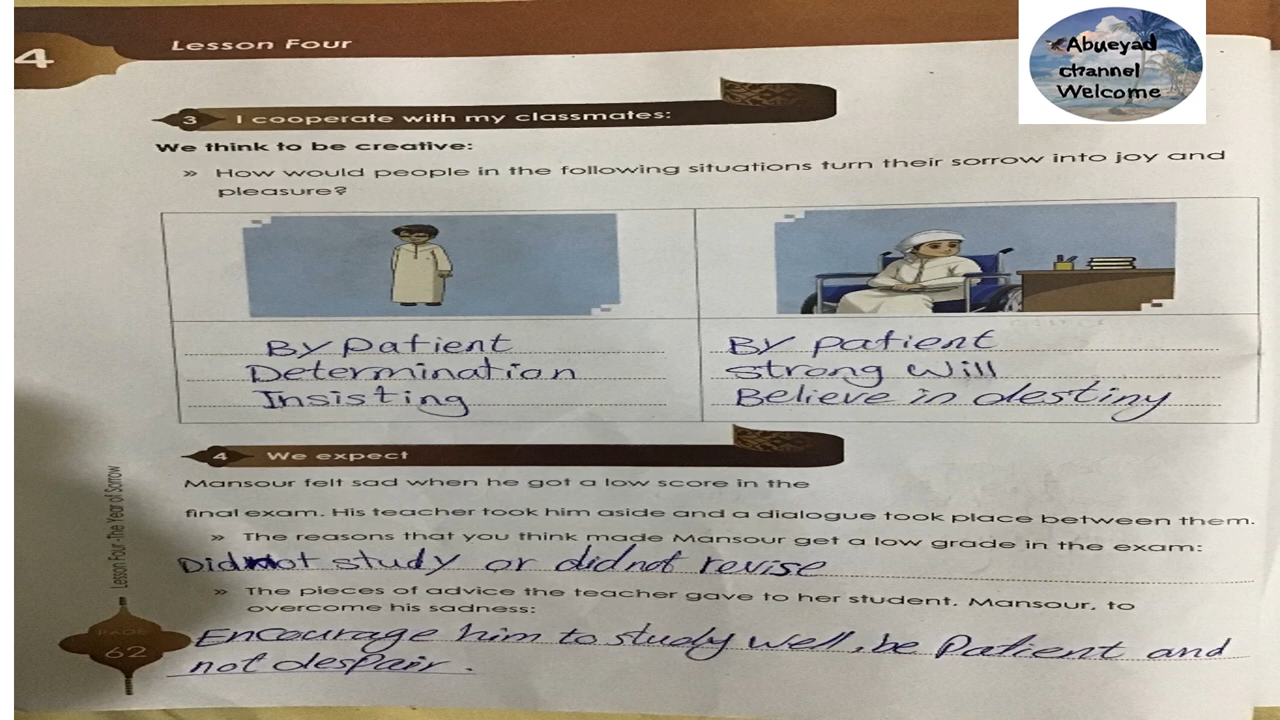 4
Lesson Four
Abueyad
channel
Welcome
3 I cooperate with my classmates:
We think to be creative:
» How would people in the following situations turn their sorrow into joy and
pleasure?
By patient
Determination
Insisting
By patient
strong will
Believe in destiny
4 We expect
Mansour felt sad when he got a low score in the
final exam. His teacher took him aside and a dialogue took place between them.
» The reasons that you think made Mansour get a low grade in the exam:
Did not study or did not revise
» The pieces of advice the teacher gave to her student, Mansour, to
overcome his sadness:
Encourage him to study well, be patient and
not despair.
Lesson Four -The Year of Sorrow
PAGE
62